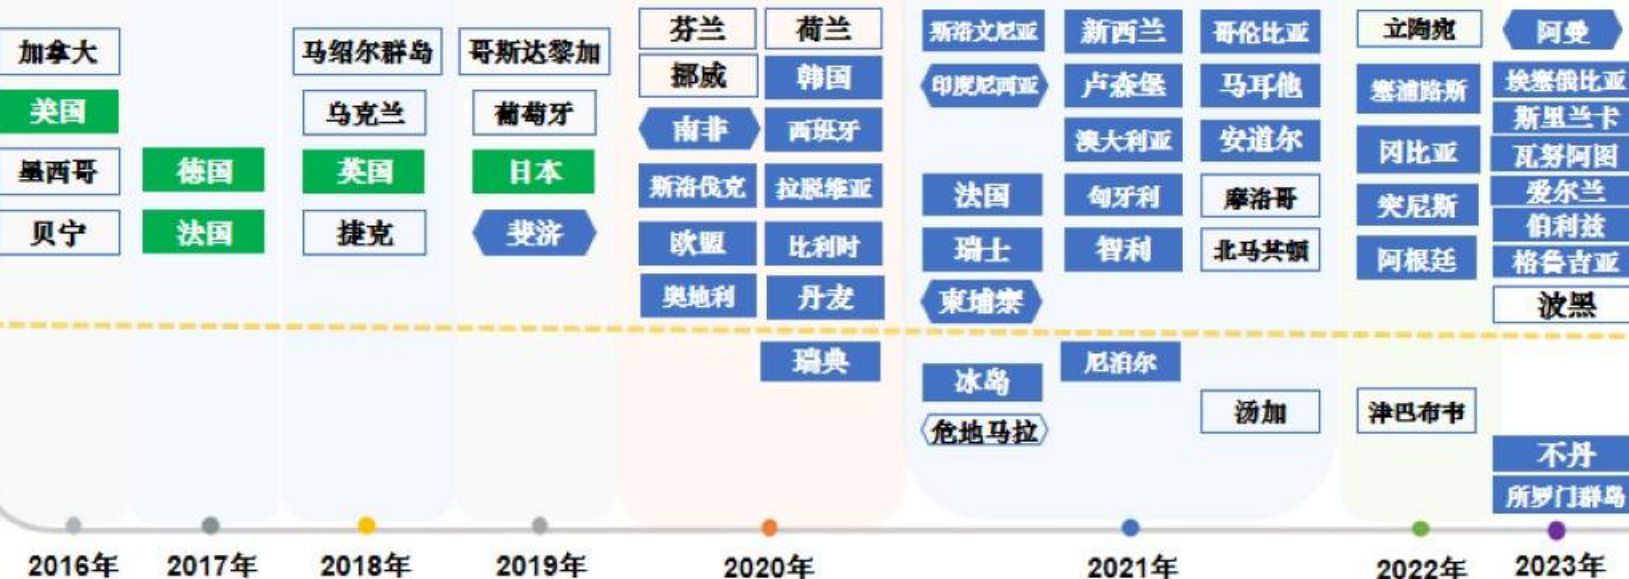 加拿大
美国
墨西哥
贝宁
德国
法国
马绍尔群岛
乌克兰
英国
捷克
哥斯达黎加
葡萄牙
日本
斐济
芬兰
荷兰
挪威
韩国
南非
西班牙
斯洛伐克
拉脱维亚
欧盟
比利时
奥地利
丹麦
瑞典
斯洛文尼亚
新西兰
哥伦比亚
印度尼西亚
卢森堡
马耳他
澳大利亚
安道尔
法国
匈牙利
摩洛哥
瑞士
智利
北马其顿
柬埔寨
冰岛
尼泊尔
危地马拉
汤加
立陶宛
塞浦路斯
冈比亚
突尼斯
阿根廷
津巴布韦
阿曼
埃塞俄比亚
斯里兰卡
瓦努阿图
爱尔兰
伯利兹
格鲁吉亚
波黑
不丹
所罗门群岛
2016年
2017年
2018年
2019年
2020年
2021年
2022年
2023年